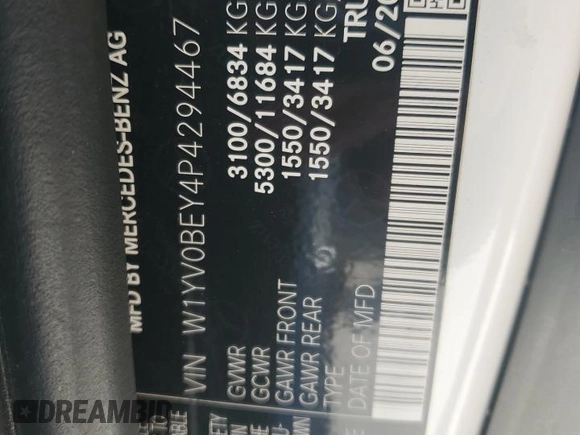 MFD BY MERCEDES-BENZ AG
VIN W1YV0BEY4P4294467
GVWR 3100/6834 KG
GCWR 5300/11684 KG
GAWR FRONT 1550/3417 KG
GAWR REAR 1550/3417 KG
TYPE TRU
DATE OF MFD 06/20
DREAMBID